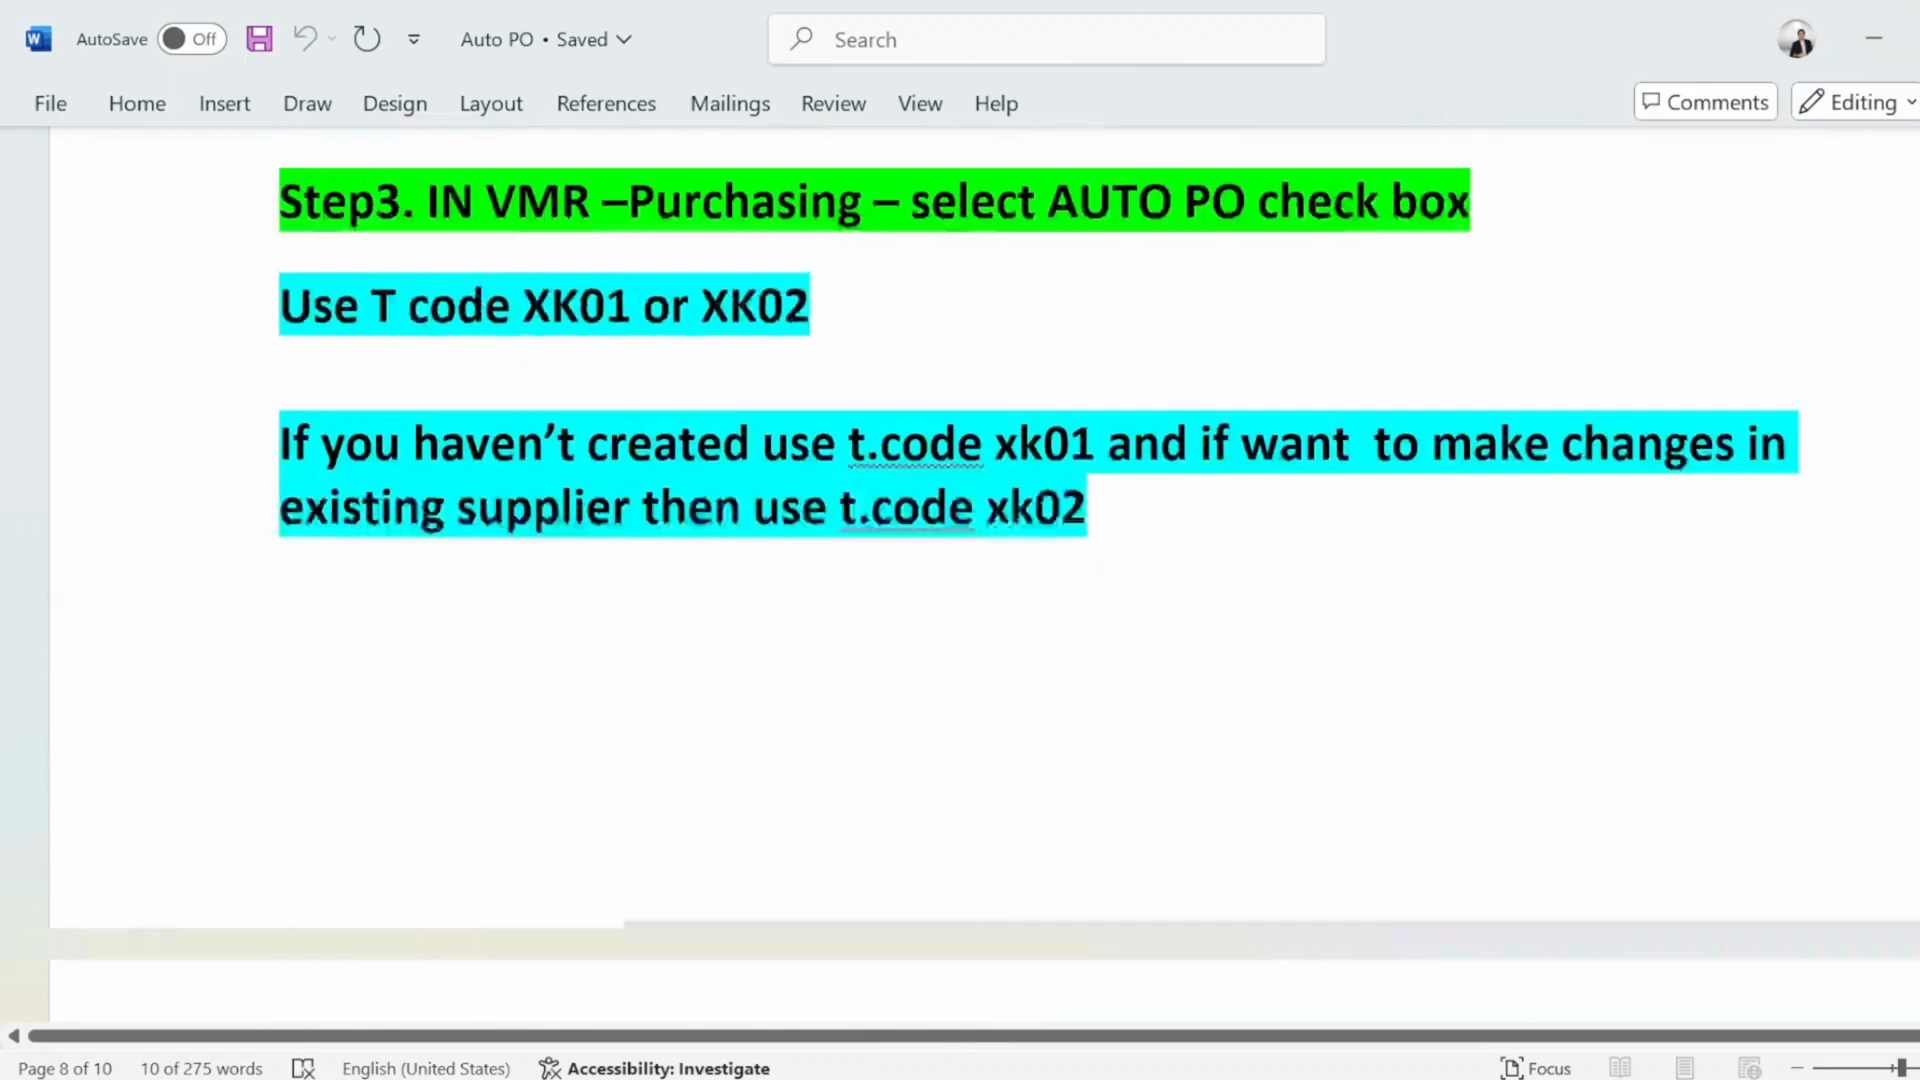 AutoSave Off Auto PO • Saved Search
File Home Insert Draw Design Layout References Mailings Review View Help Comments Editing
Step3. IN VMR –Purchasing – select AUTO PO check box
Use T code XK01 or XK02
If you haven’t created use t.code xk01 and if want  to make changes in
existing supplier then use t.code xk02
Page 8 of 10 10 of 275 words English (United States) Accessibility: Investigate Focus